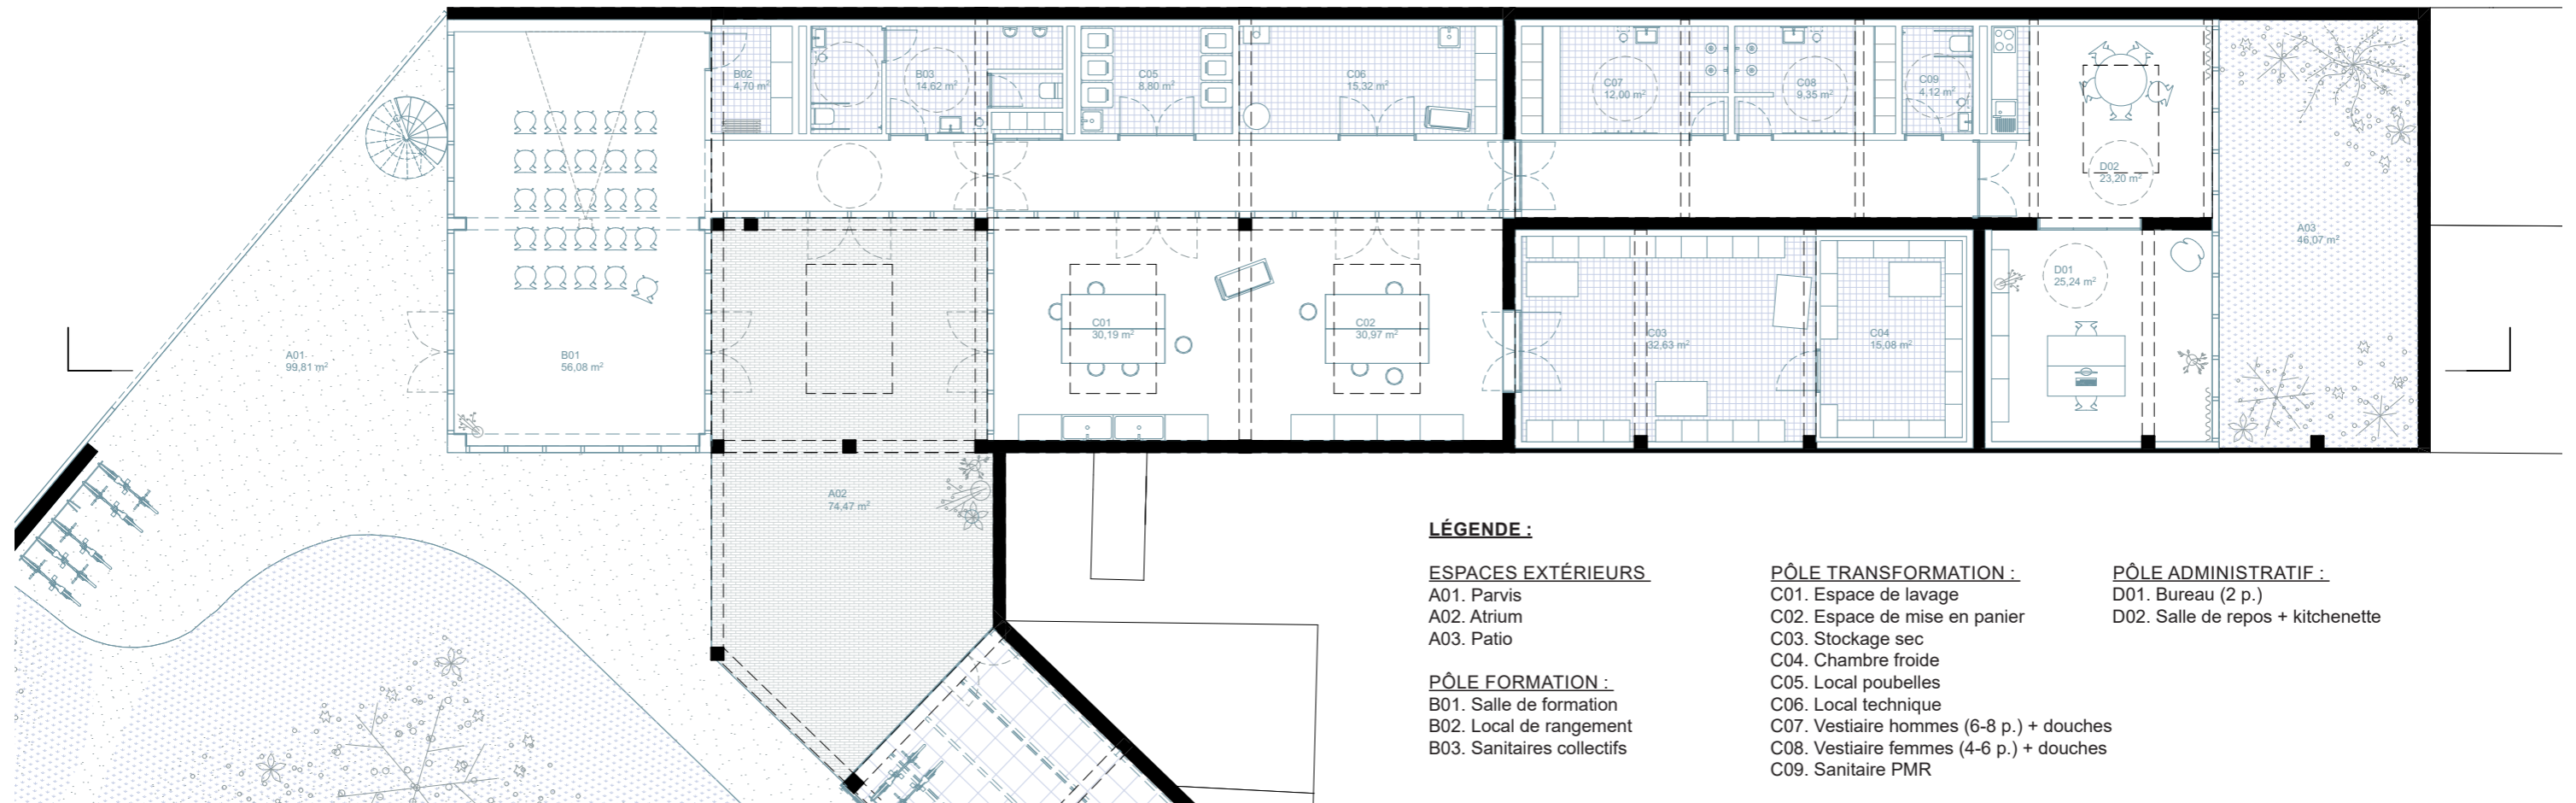 B02
4,70 m²
B03
14,62 m²
C05
8,80 m²
C06
15,32 m²
C07
12,00 m²
C08
9,35 m²
C09
4,12 m²
D02
23,20 m²
A03
46,07 m²
D01
25,24 m²
A01
99,81 m²
B01
56,08 m²
C01
30,19 m²
C02
30,97 m²
C03
32,63 m²
C04
15,08 m²
A02
74,47 m²
LÉGENDE :
ESPACES EXTÉRIEURS
A01. Parvis
A02. Atrium
A03. Patio
PÔLE FORMATION :
B01. Salle de formation
B02. Local de rangement
B03. Sanitaires collectifs
PÔLE TRANSFORMATION :
C01. Espace de lavage
C02. Espace de mise en panier
C03. Stockage sec
C04. Chambre froide
C05. Local poubelles
C06. Local technique
C07. Vestiaire hommes (6-8 p.) + douches
C08. Vestiaire femmes (4-6 p.) + douches
C09. Sanitaire PMR
PÔLE ADMINISTRATIF :
D01. Bureau (2 p.)
D02. Salle de repos + kitchenette